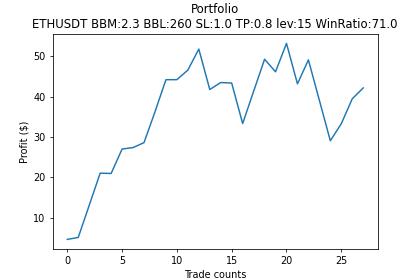 Portfolio
ETHUSDT BBM:2.3 BBL:260 SL:1.0 TP:0.8 lev:15 WinRatio:71.0
50
40
30
20
10
Profit ($)
0 5 10 15 20 25
Trade counts